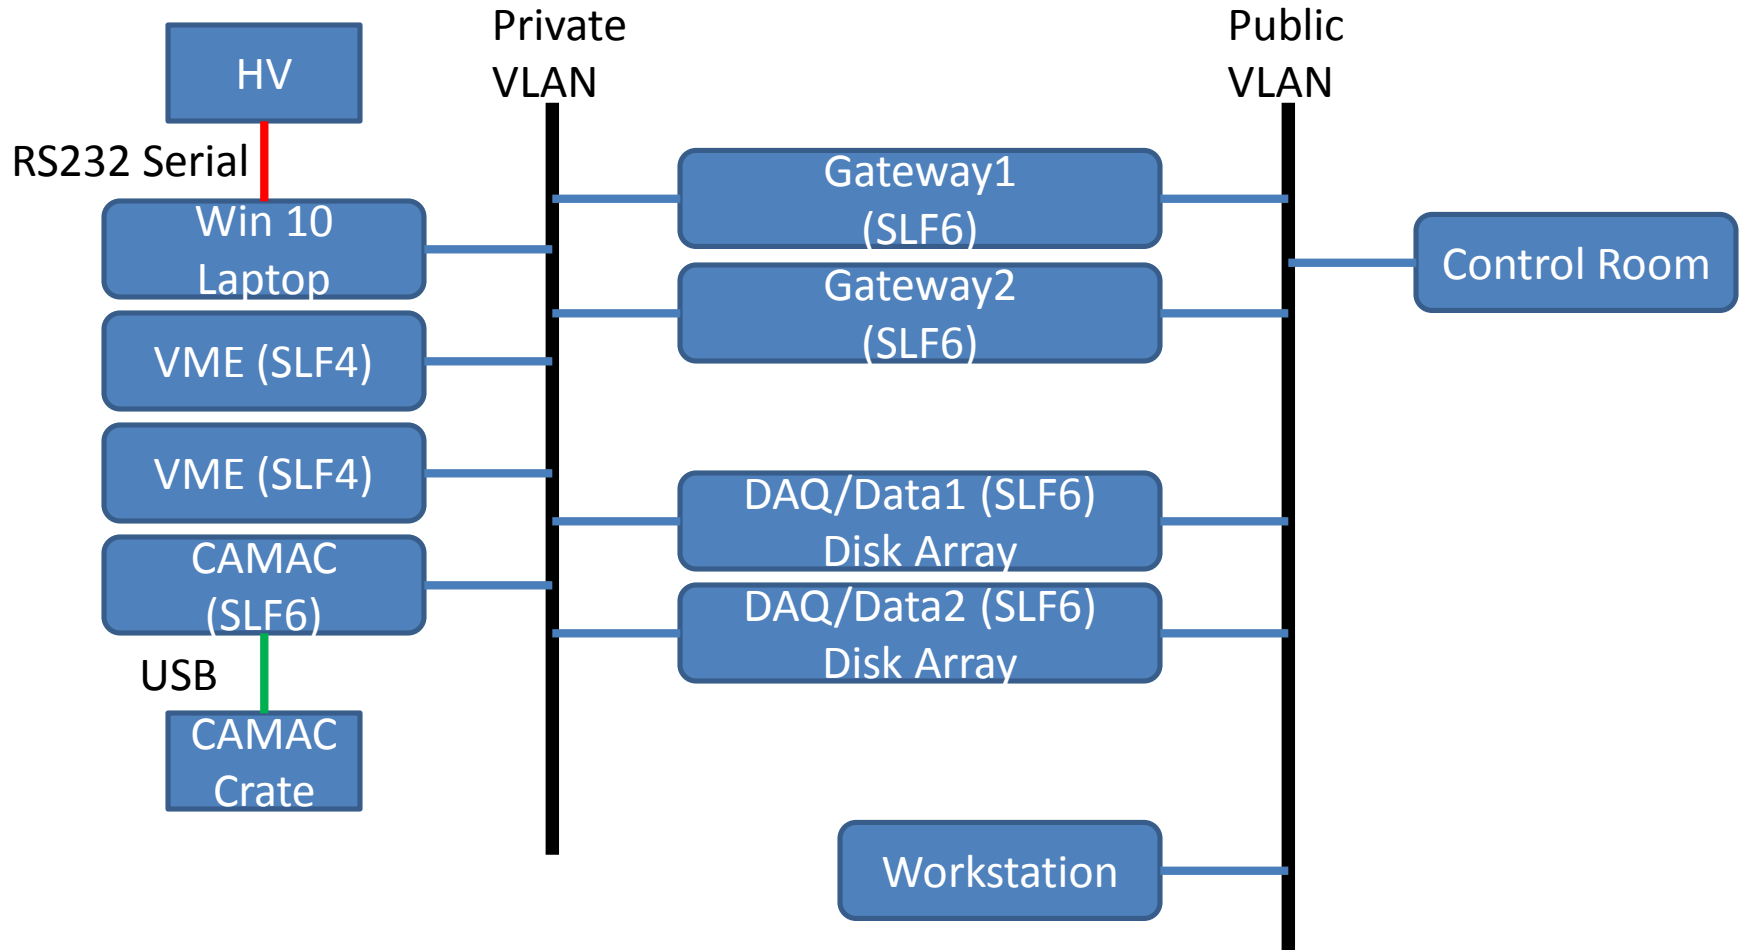 HV
RS232 Serial
Win 10
Laptop
VME (SLF4)
VME (SLF4)
CAMAC
(SLF6)
USB
CAMAC
Crate
Private
VLAN
Gateway1
(SLF6)
Gateway2
(SLF6)
DAQ/Data1 (SLF6)
Disk Array
DAQ/Data2 (SLF6)
Disk Array
Workstation
Public
VLAN
Control Room